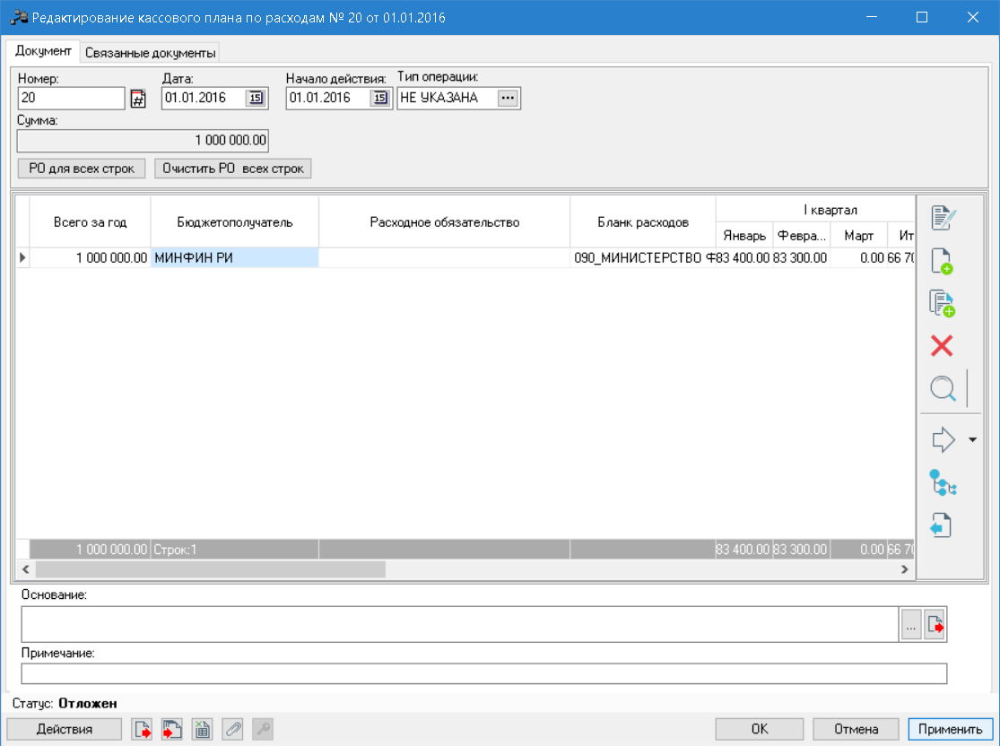 Редактирование кассового плана по расходам № 20 от 01.01.2016
Документ Связанные документы
Номер: Дата: Начало действия: Тип операции:
20 # 01.01.2016 15 01.01.2016 15 НЕ УКАЗАНА ...
Сумма:
1 000 000.00
РО для всех строк Очистить РО всех строк
Всего за год Бюджетополучатель Расходное обязательство Бланк расходов I квартал
Январь Февра... Март Ит
1 000 000.00 МИНФИН РИ 090_МИНИСТЕРСТВО Ф 83 400.00 83 300.00 0.00 66 70
1 000 000.00 Строк:1 83 400.00 83 300.00 0.00 66 70
Основание:
...
Примечание:
Статус: Отложен
Действия ОК Отмена Применить